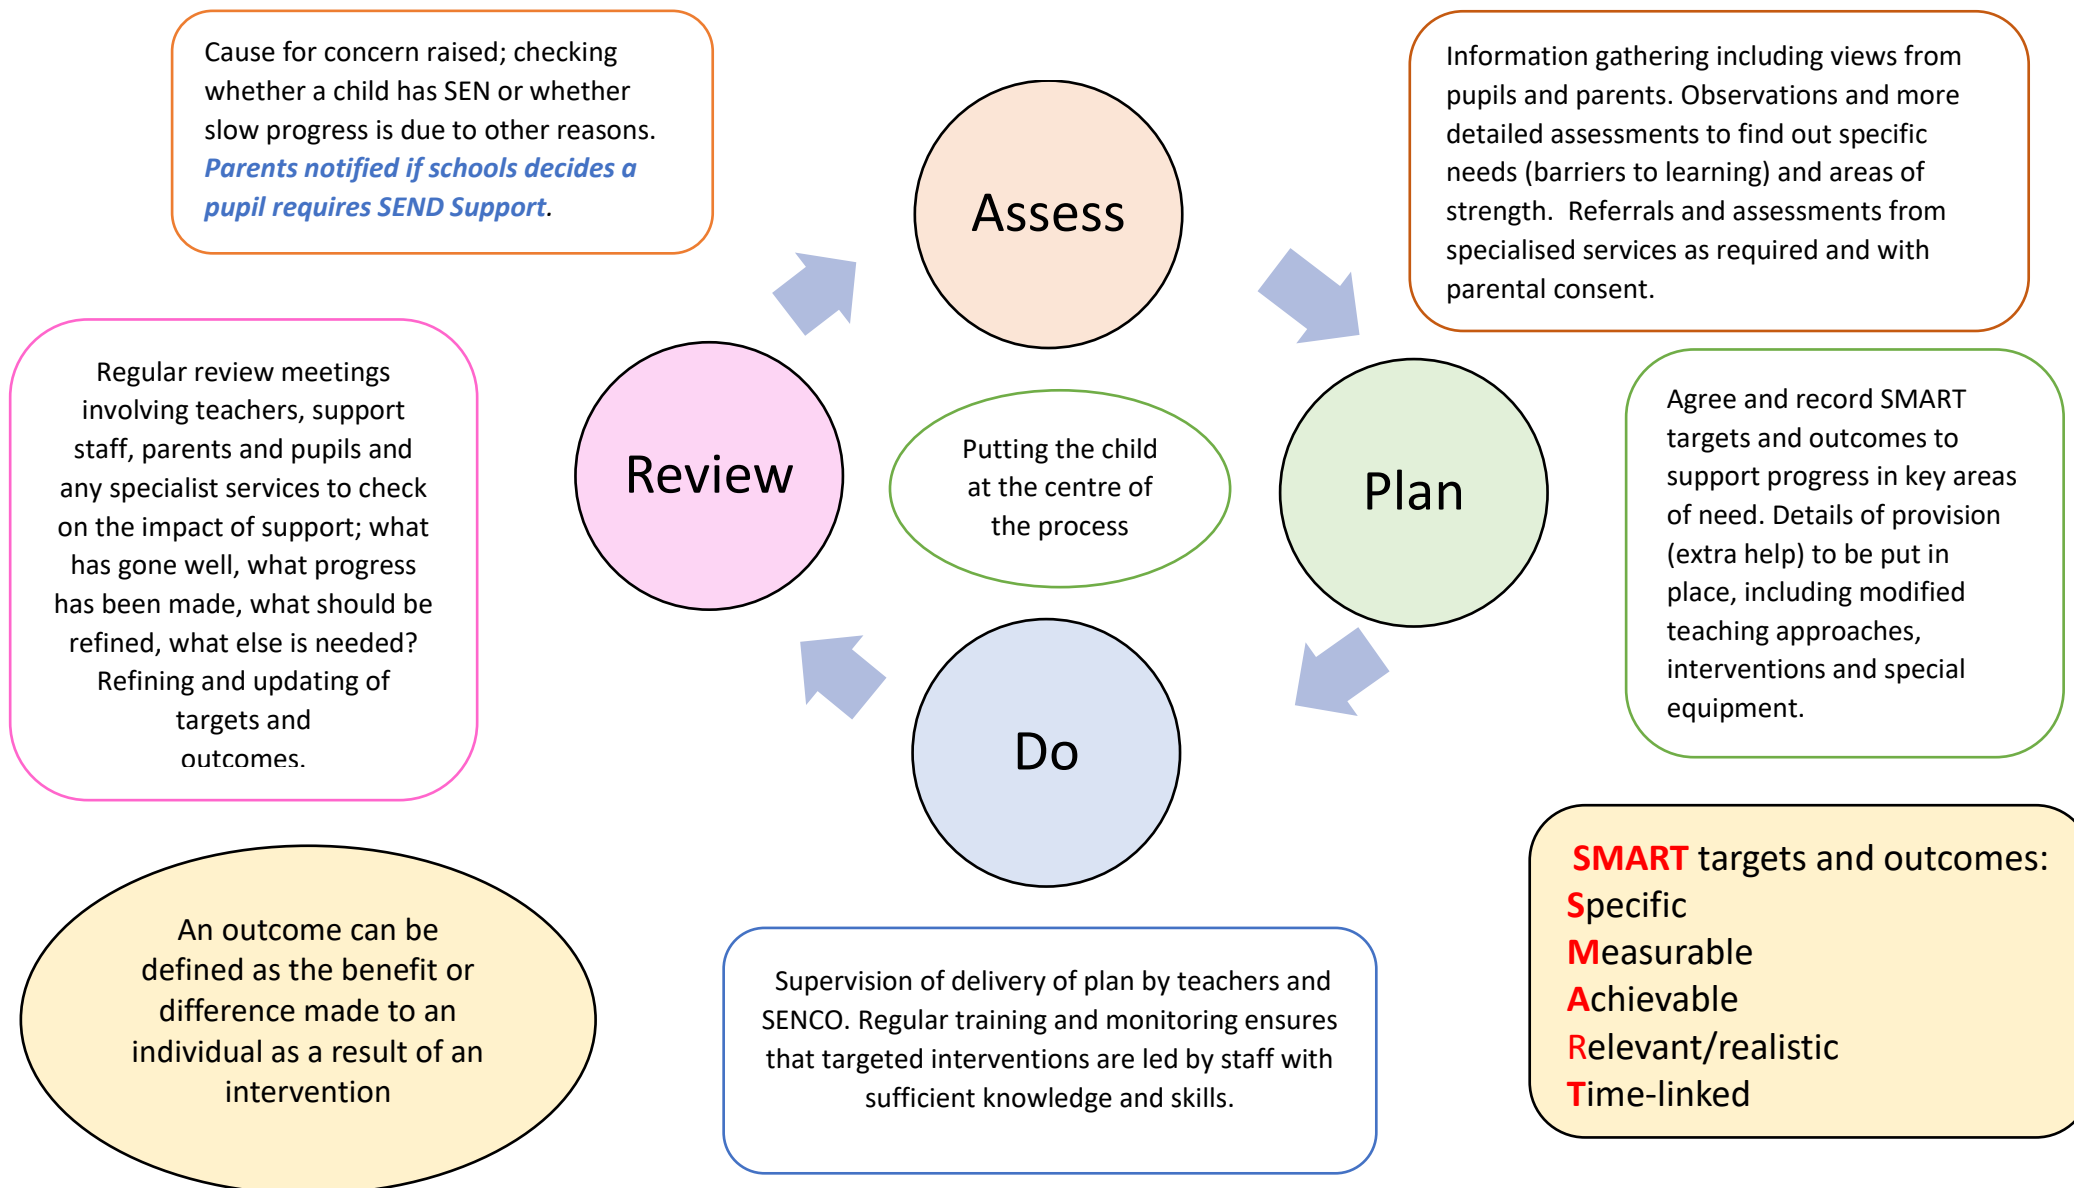 Cause for concern raised; checking
whether a child has SEN or whether
slow progress is due to other reasons.
Parents notified if schools decides a
pupil requires SEND Support.
Assess
Information gathering including views from
pupils and parents. Observations and more
detailed assessments to find out specific
needs (barriers to learning) and areas of
strength.  Referrals and assessments from
specialised services as required and with
parental consent.
Regular review meetings
involving teachers, support
staff, parents and pupils and
any specialist services to check
on the impact of support; what
has gone well, what progress
has been made, what should be
refined, what else is needed?
Refining and updating of
targets and
outcomes.
Review
Putting the child
at the centre of
the process
Plan
Agree and record SMART
targets and outcomes to
support progress in key areas
of need. Details of provision
(extra help) to be put in
place, including modified
teaching approaches,
interventions and special
equipment.
Do
An outcome can be
defined as the benefit or
difference made to an
individual as a result of an
intervention
Supervision of delivery of plan by teachers and
SENCO. Regular training and monitoring ensures
that targeted interventions are led by staff with
sufficient knowledge and skills.
SMART targets and outcomes:
Specific
Measurable
Achievable
Relevant/realistic
Time-linked